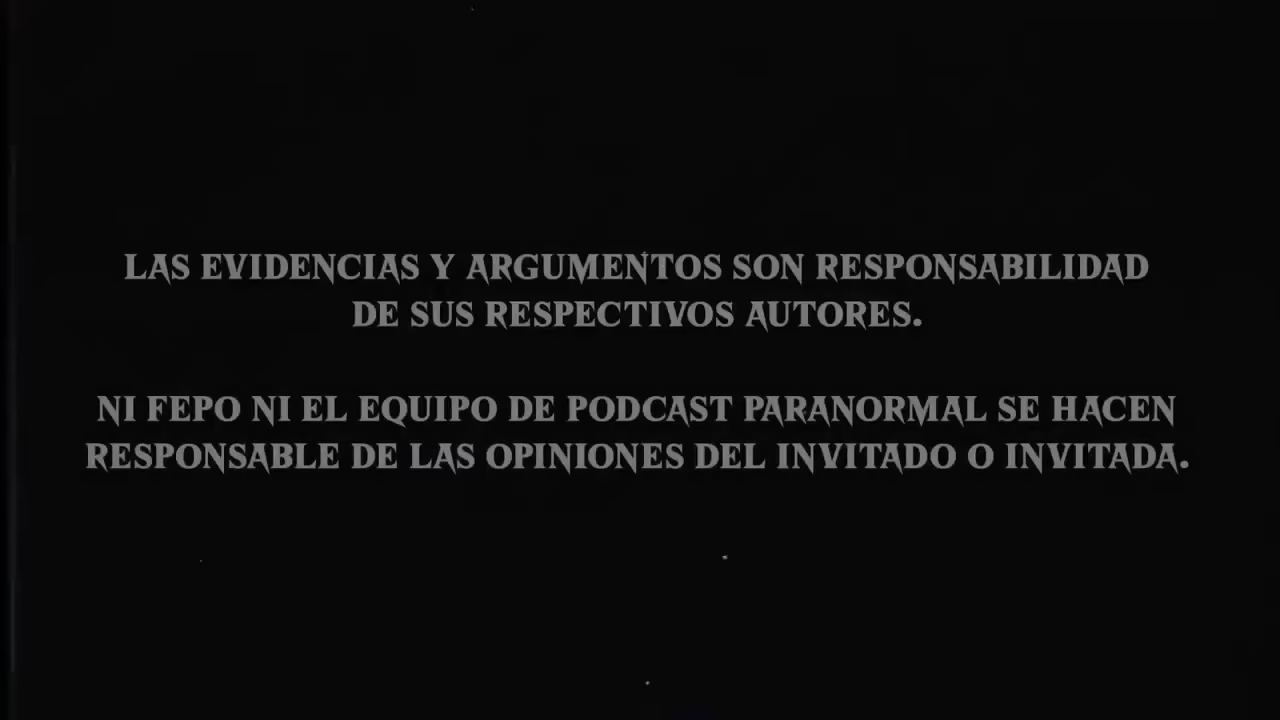 LAS EVIDENCIAS Y ARGUMENTOS SON RESPONSABILIDAD
DE SUS RESPECTIVOS AUTORES.
NI FEPO NI EL EQUIPO DE PODCAST PARANORMAL SE HACEN
RESPONSABLE DE LAS OPINIONES DEL INVITADO O INVITADA.